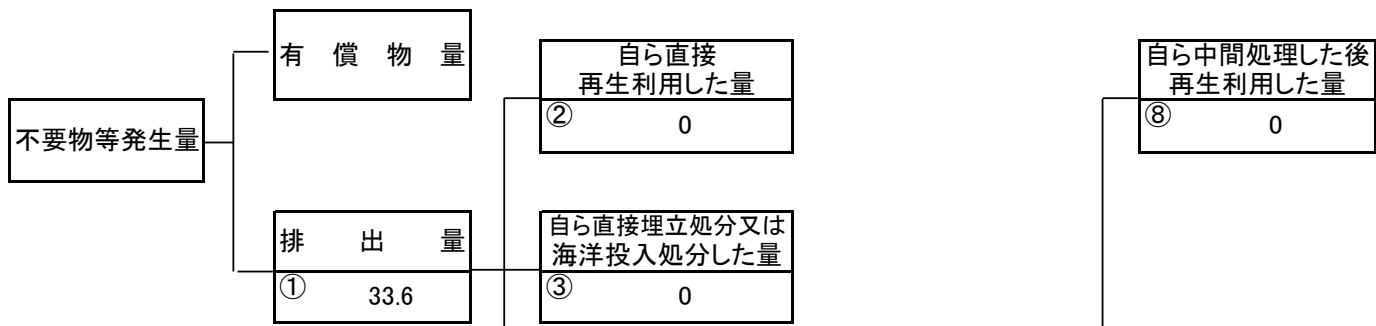 有償物量
自ら直接
再生利用した量
② 0
自ら中間処理した後
再生利用した量
⑧ 0
不要物等発生量
排出量
① 33.6
自ら直接埋立処分又は
海洋投入処分した量
③ 0